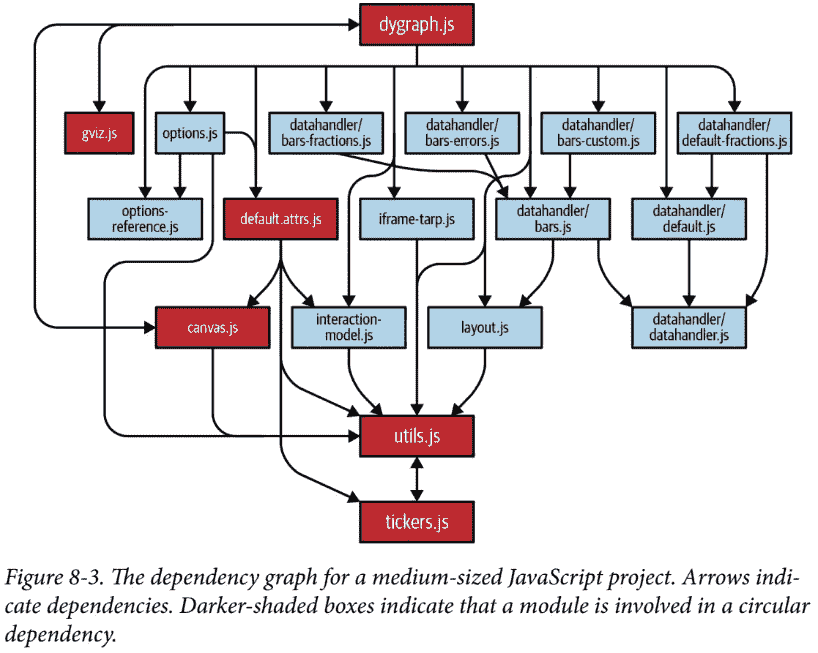 dygraph.js
gviz.js
options.js
datahandler/
bars-fractions.js
datahandler/
bars-errors.js
datahandler/
bars-custom.js
datahandler/
default-fractions.js
options-
reference.js
default.attrs.js
iframe-tarp.js
datahandler/
bars.js
datahandler/
default.js
canvas.js
interaction-
model.js
layout.js
datahandler/
datahandler.js
utils.js
tickers.js
Figure 8-3. The dependency graph for a medium-sized JavaScript project. Arrows indi-
cate dependencies. Darker-shaded boxes indicate that a module is involved in a circular
dependency.